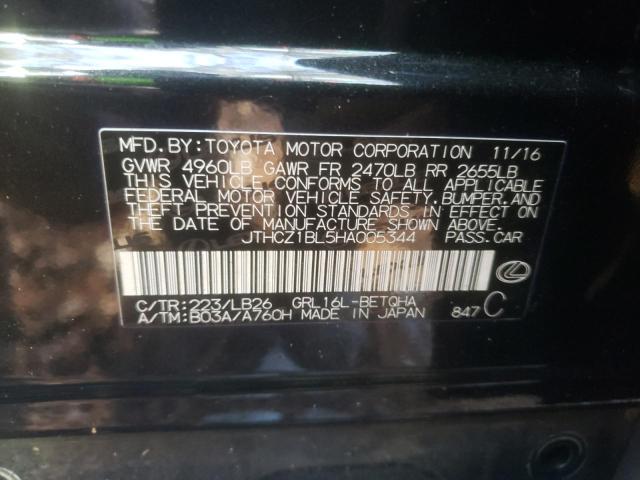 MFD. BY: TOYOTA MOTOR CORPORATION 11/16
GVWR 4960LB GAWR FR 2470LB RR 2655LB
THIS VEHICLE CONFORMS TO ALL APPLICABLE
FEDERAL MOTOR VEHICLE SAFETY, BUMPER, AND
THEFT PREVENTION STANDARDS IN EFFECT ON
THE DATE OF MANUFACTURE SHOWN ABOVE.
JTHCZ1BL5HA005344 PASS. CAR
C/TR: 223/LB26 GRL16L-BETQHA
A/TM: B03A/A760H MADE IN JAPAN 847 C